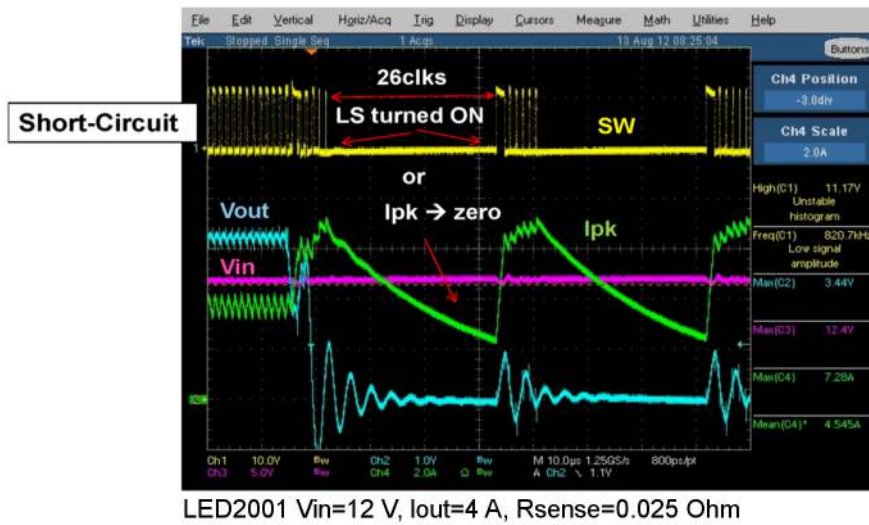 File Edit Vertical Horiz/Acq Trig Display Cursors Measure Math Utilities Help
Tek Stopped Single Seq 1 Acqs 13 Aug 12 08:25:04 Buttons
Ch4 Position
-3.0div
Ch4 Scale
2.0A
26clks
Short-Circuit
LS turned ON
SW
or
Ipk → zero
Vout
Ipk
Vin
High(C1) 11.17V
Unstable
histogram
Freq(C1) 820.7kHz
Low signal
amplitude
Max(C2) 3.44V
Max(C3) 12.4V
Max(C4) 7.28A
Mean(C4)* 4.545A
Ch1 10.0V Bw Ch2 1.0V Bw M 10.0µs 1.25GS/s 800ps/pt
Ch3 5.0V Bw Ch4 2.0A Ω Bw A Ch2 \ 1.1V
LED2001 Vin=12 V, Iout=4 A, Rsense=0.025 Ohm